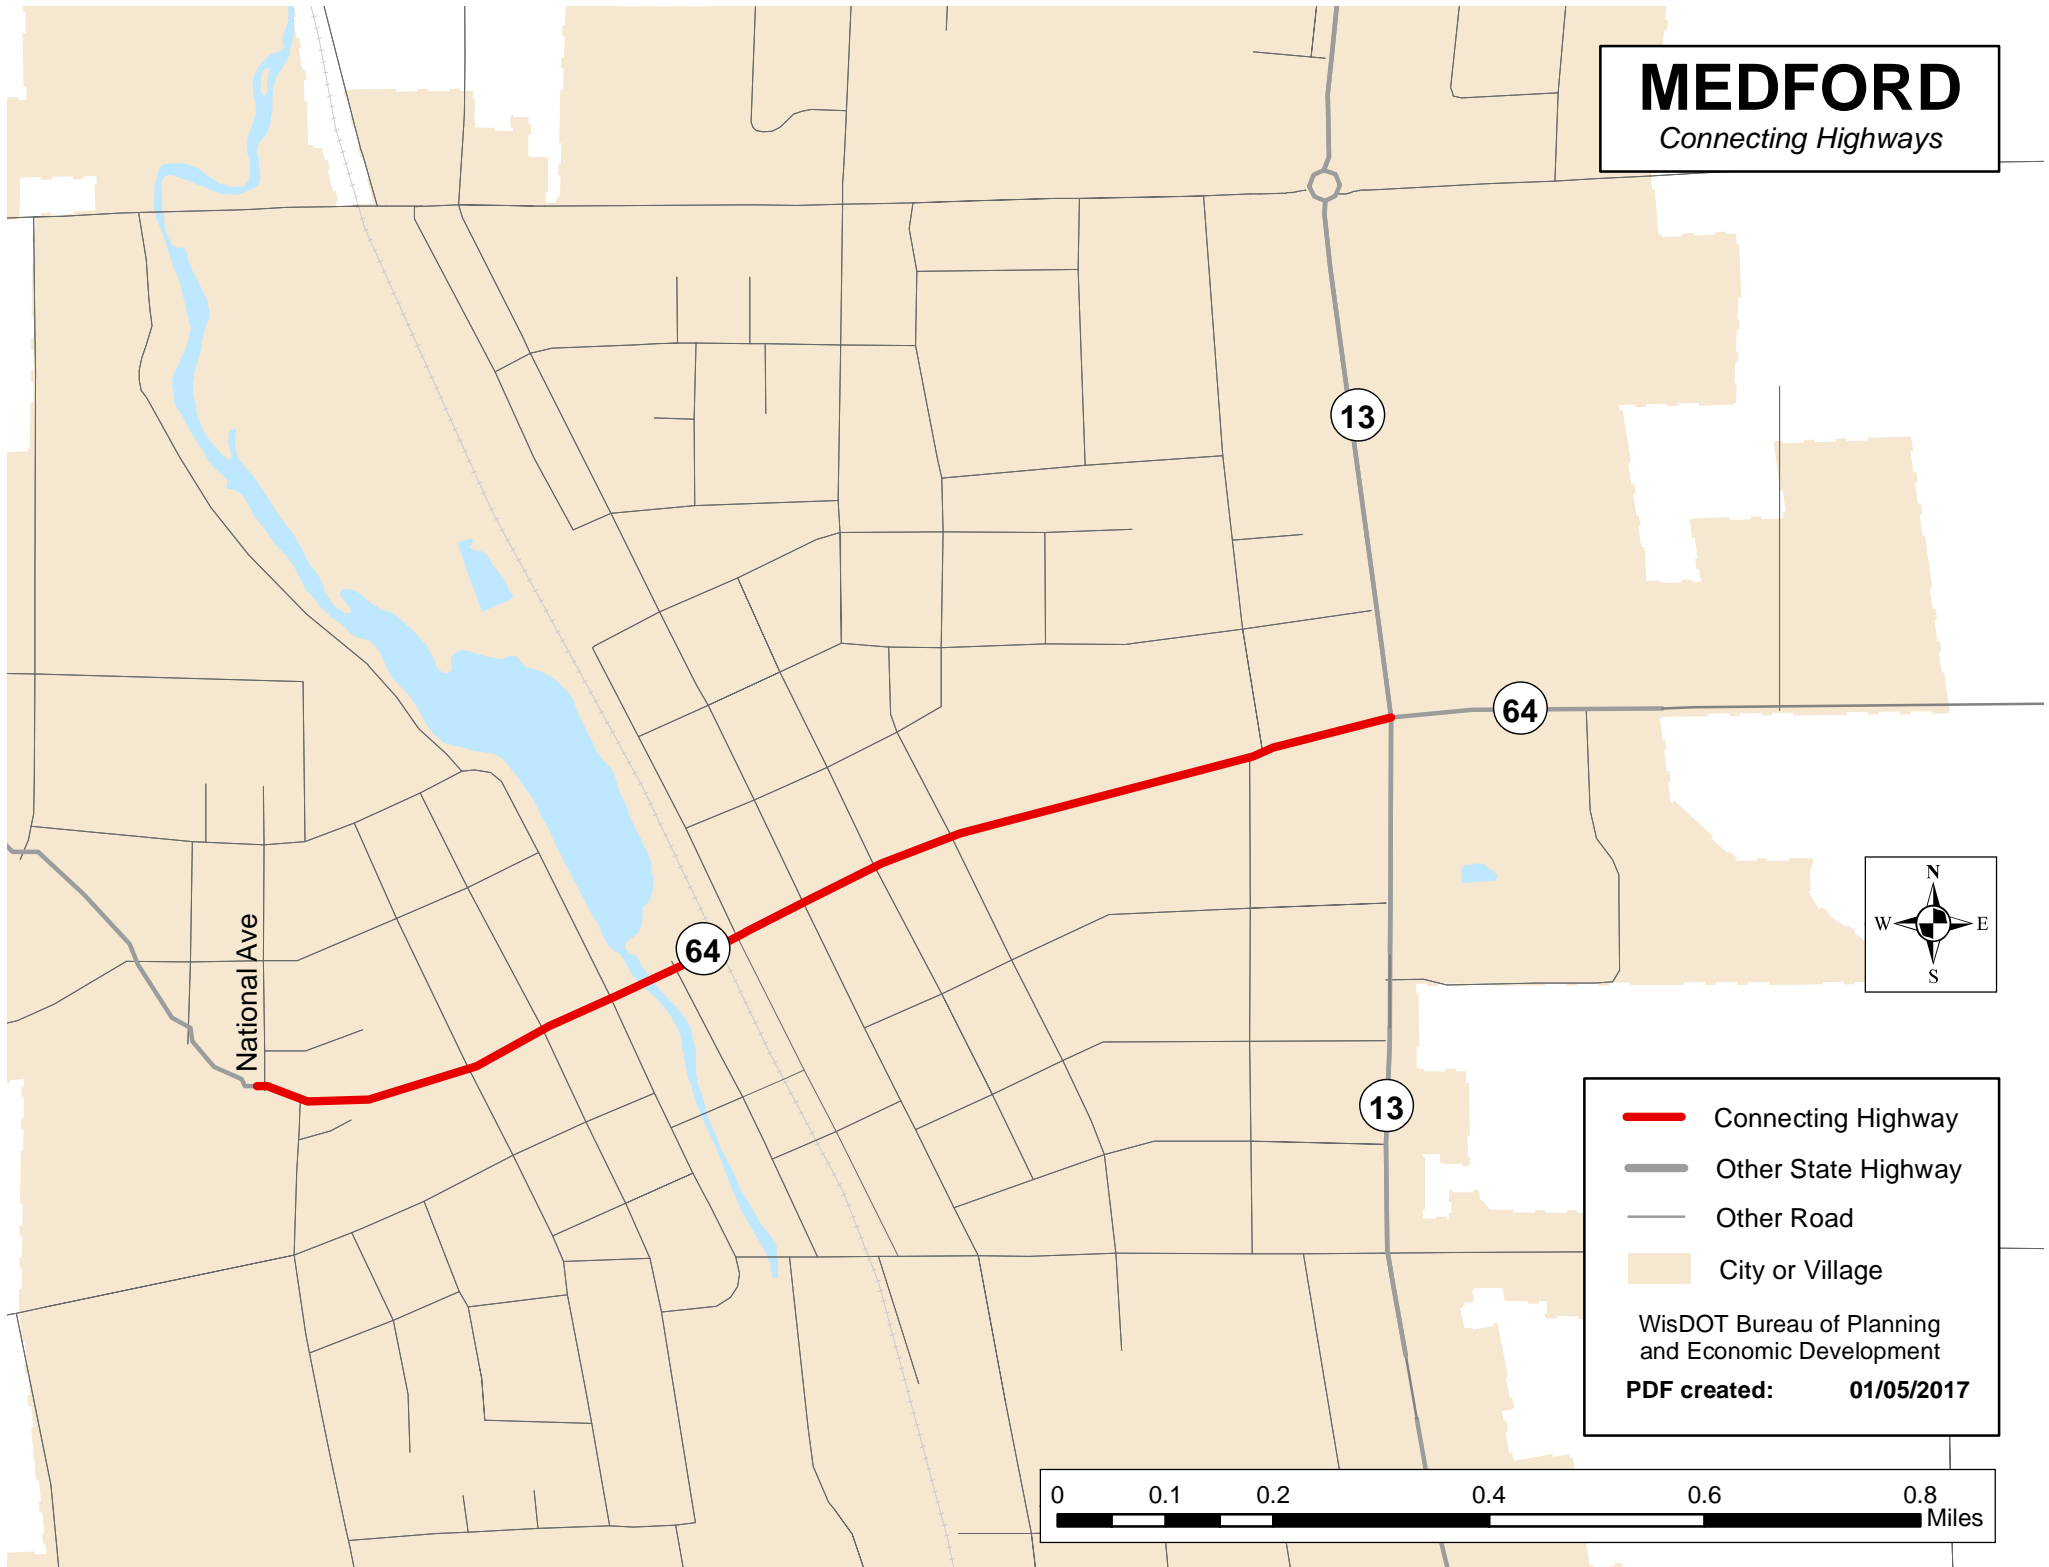 MEDFORD
Connecting Highways
13
64
N
W
E
S
National Ave
64
13
Connecting Highway
Other State Highway
Other Road
City or Village
WisDOT Bureau of Planning
and Economic Development
PDF created: 01/05/2017
0 0.1 0.2 0.4 0.6 0.8
Miles